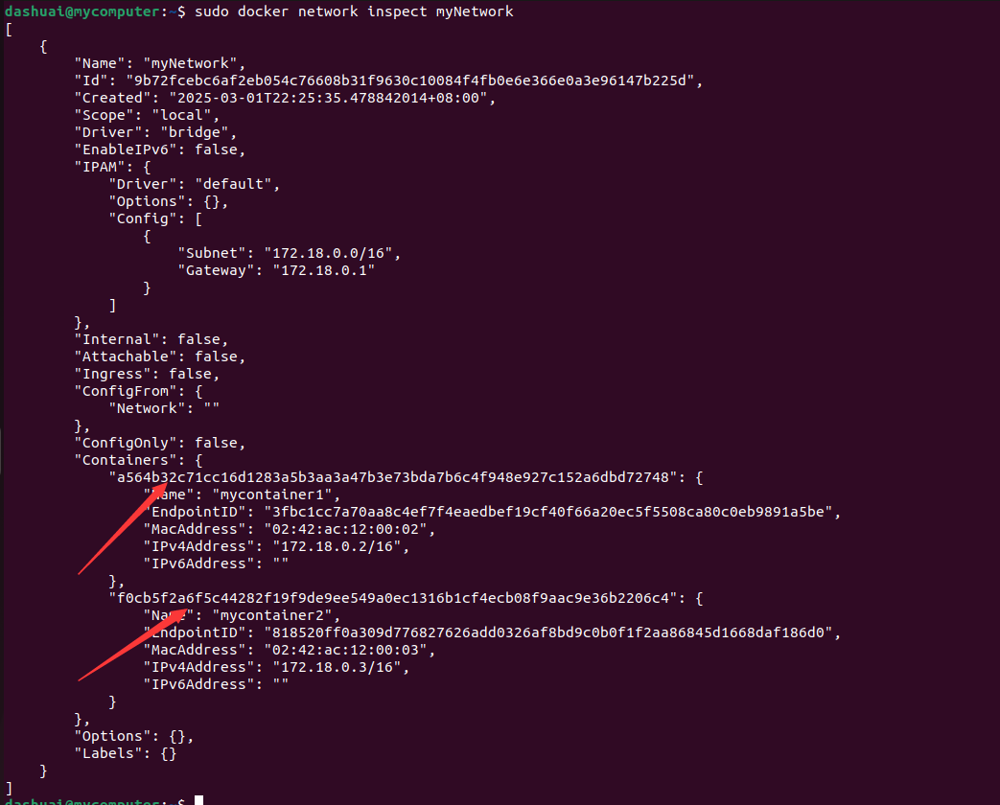 dashuai@mycomputer:~$ sudo docker network inspect myNetwork
[
    {
        "Name": "myNetwork",
        "Id": "9b72fcebc6af2eb054c76608b31f9630c10084f4fb0e6e366e0a3e96147b225d",
        "Created": "2025-03-01T22:25:35.478842014+08:00",
        "Scope": "local",
        "Driver": "bridge",
        "EnableIPv6": false,
        "IPAM": {
            "Driver": "default",
            "Options": {},
            "Config": [
                {
                    "Subnet": "172.18.0.0/16",
                    "Gateway": "172.18.0.1"
                }
            ]
        },
        "Internal": false,
        "Attachable": false,
        "Ingress": false,
        "ConfigFrom": {
            "Network": ""
        },
        "ConfigOnly": false,
        "Containers": {
            "a564b32c71cc16d1283a5b3aa3a47b3e73bda7b6c4f948e927c152a6dbd72748": {
                "Name": "mycontainer1",
                "EndpointID": "3fbc1cc7a70aa8c4ef7f4eaedbef19cf40f66a20ec5f5508ca80c0eb9891a5be",
                "MacAddress": "02:42:ac:12:00:02",
                "IPv4Address": "172.18.0.2/16",
                "IPv6Address": ""
            },
            "f0cb5f2a6f5c44282f19f9de9ee549a0ec1316b1cf4ecb08f9aac9e36b2206c4": {
                "Name": "mycontainer2",
                "EndpointID": "818520ff0a309d776827626add0326af8bd9c0b0f1f2aa86845d1668daf186d0",
                "MacAddress": "02:42:ac:12:00:03",
                "IPv4Address": "172.18.0.3/16",
                "IPv6Address": ""
            }
        },
        "Options": {},
        "Labels": {}
    }
]
dashuai@mycomputer:~$